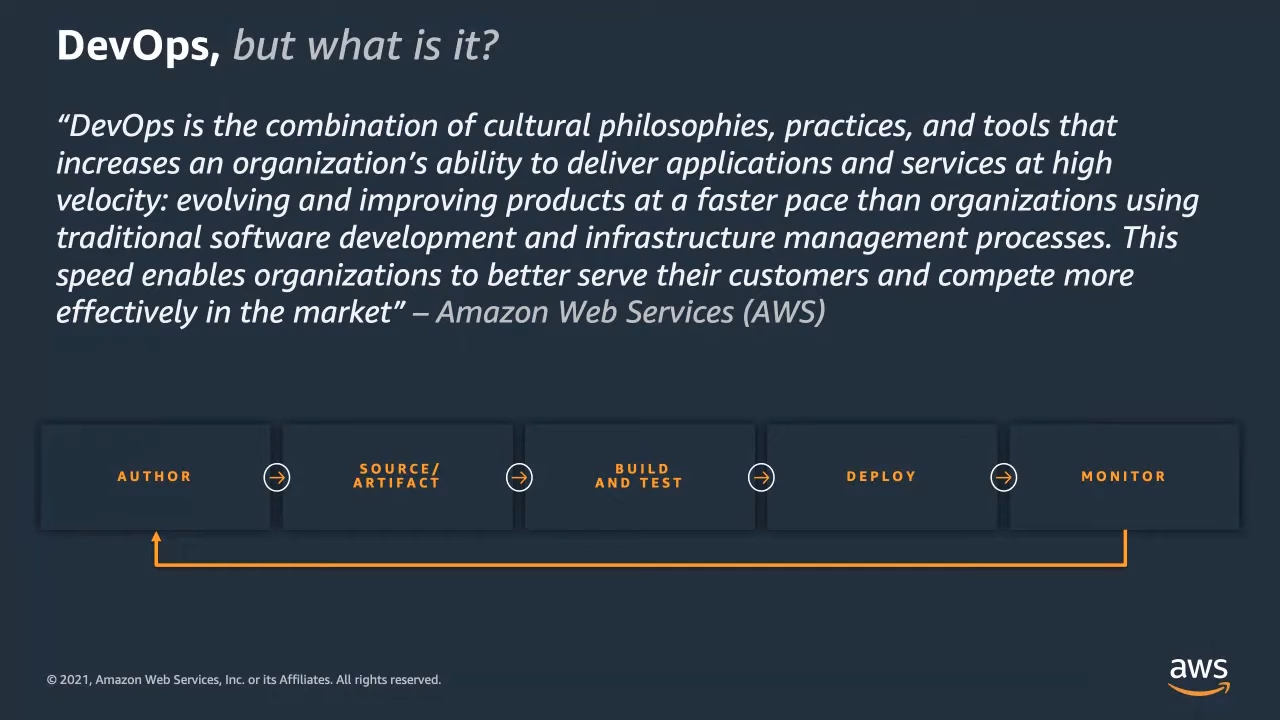 DevOps, but what is it?
“DevOps is the combination of cultural philosophies, practices, and tools that
increases an organization’s ability to deliver applications and services at high
velocity: evolving and improving products at a faster pace than organizations using
traditional software development and infrastructure management processes. This
speed enables organizations to better serve their customers and compete more
effectively in the market” – Amazon Web Services (AWS)
AUTHOR
SOURCE/
ARTIFACT
BUILD
AND TEST
DEPLOY
MONITOR
© 2021, Amazon Web Services, Inc. or its Affiliates. All rights reserved.
aws